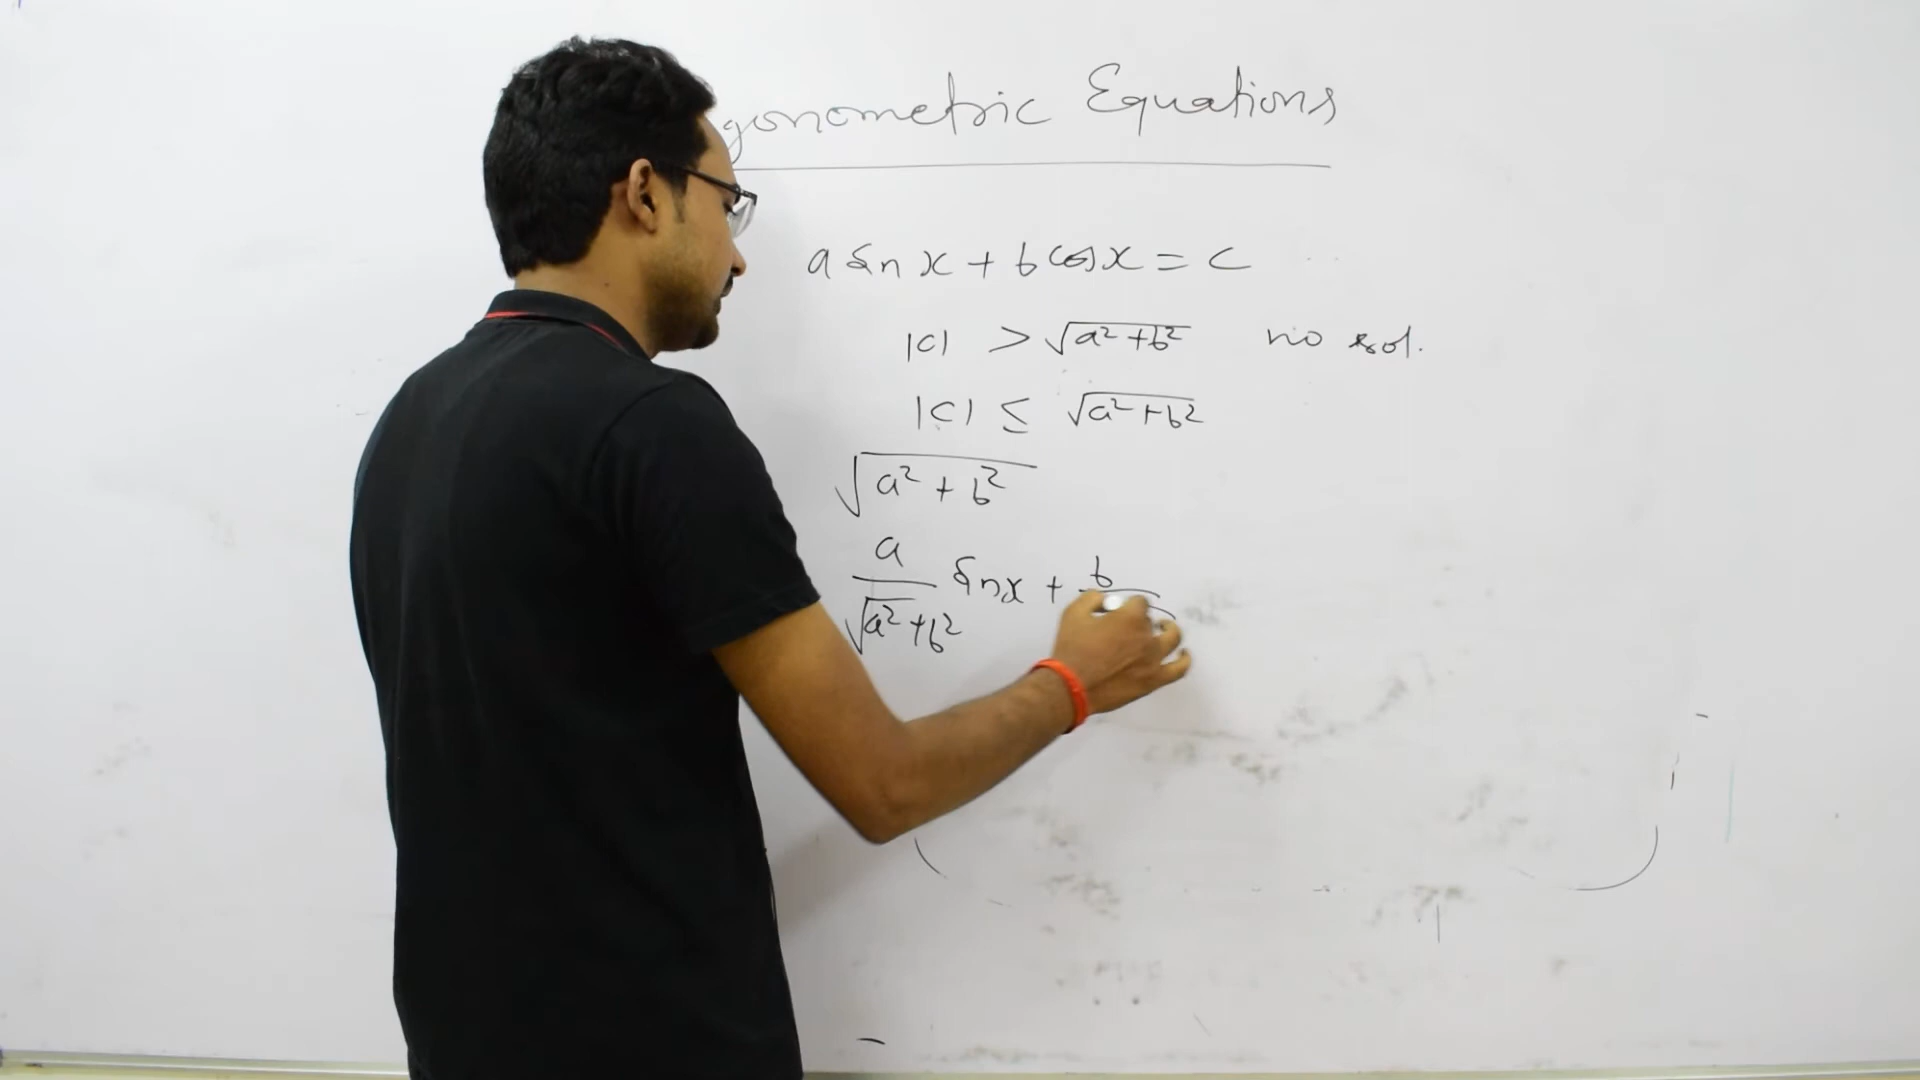 gonometric Equations
a sin x + b cos x = c
|c| > √a² + b² no sol.
|c| ≤ √a² + b²
√a² + b²
a/√a² + b² sin x + b